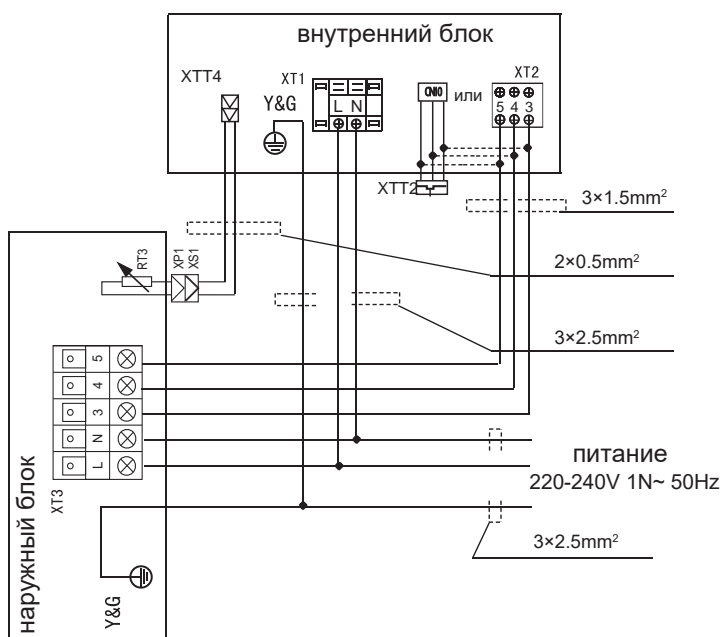 внутренний блок
XTT4
XT1
XT2
CN10
или
Y&G
L N
5 4 3
XTT2
3×1.5mm²
RT3
XP1
XS1
2×0.5mm²
3×2.5mm²
5
4
3
N
L
XT3
наружный блок
питание
220-240V 1N~ 50Hz
3×2.5mm²
Y&G